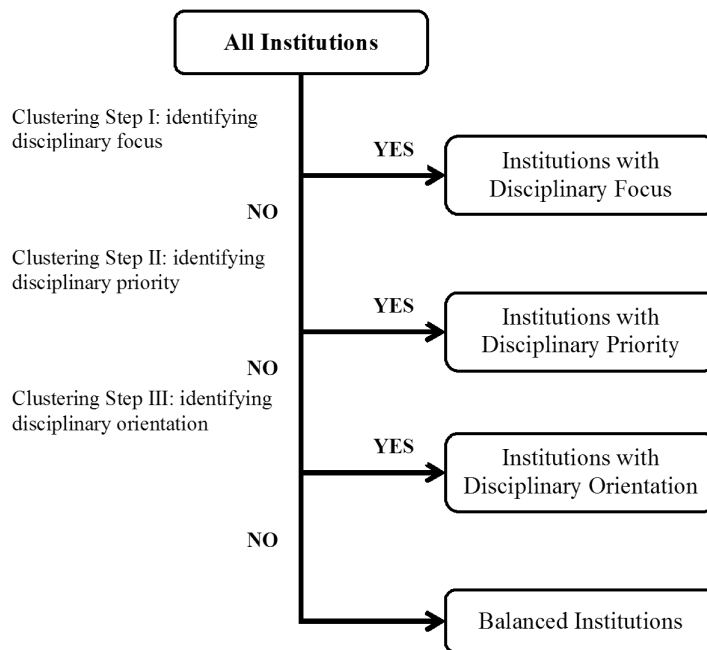 All Institutions
Clustering Step I: identifying
disciplinary focus
YES
Institutions with
Disciplinary Focus
NO
Clustering Step II: identifying
disciplinary priority
YES
Institutions with
Disciplinary Priority
NO
Clustering Step III: identifying
disciplinary orientation
YES
Institutions with
Disciplinary Orientation
NO
Balanced Institutions